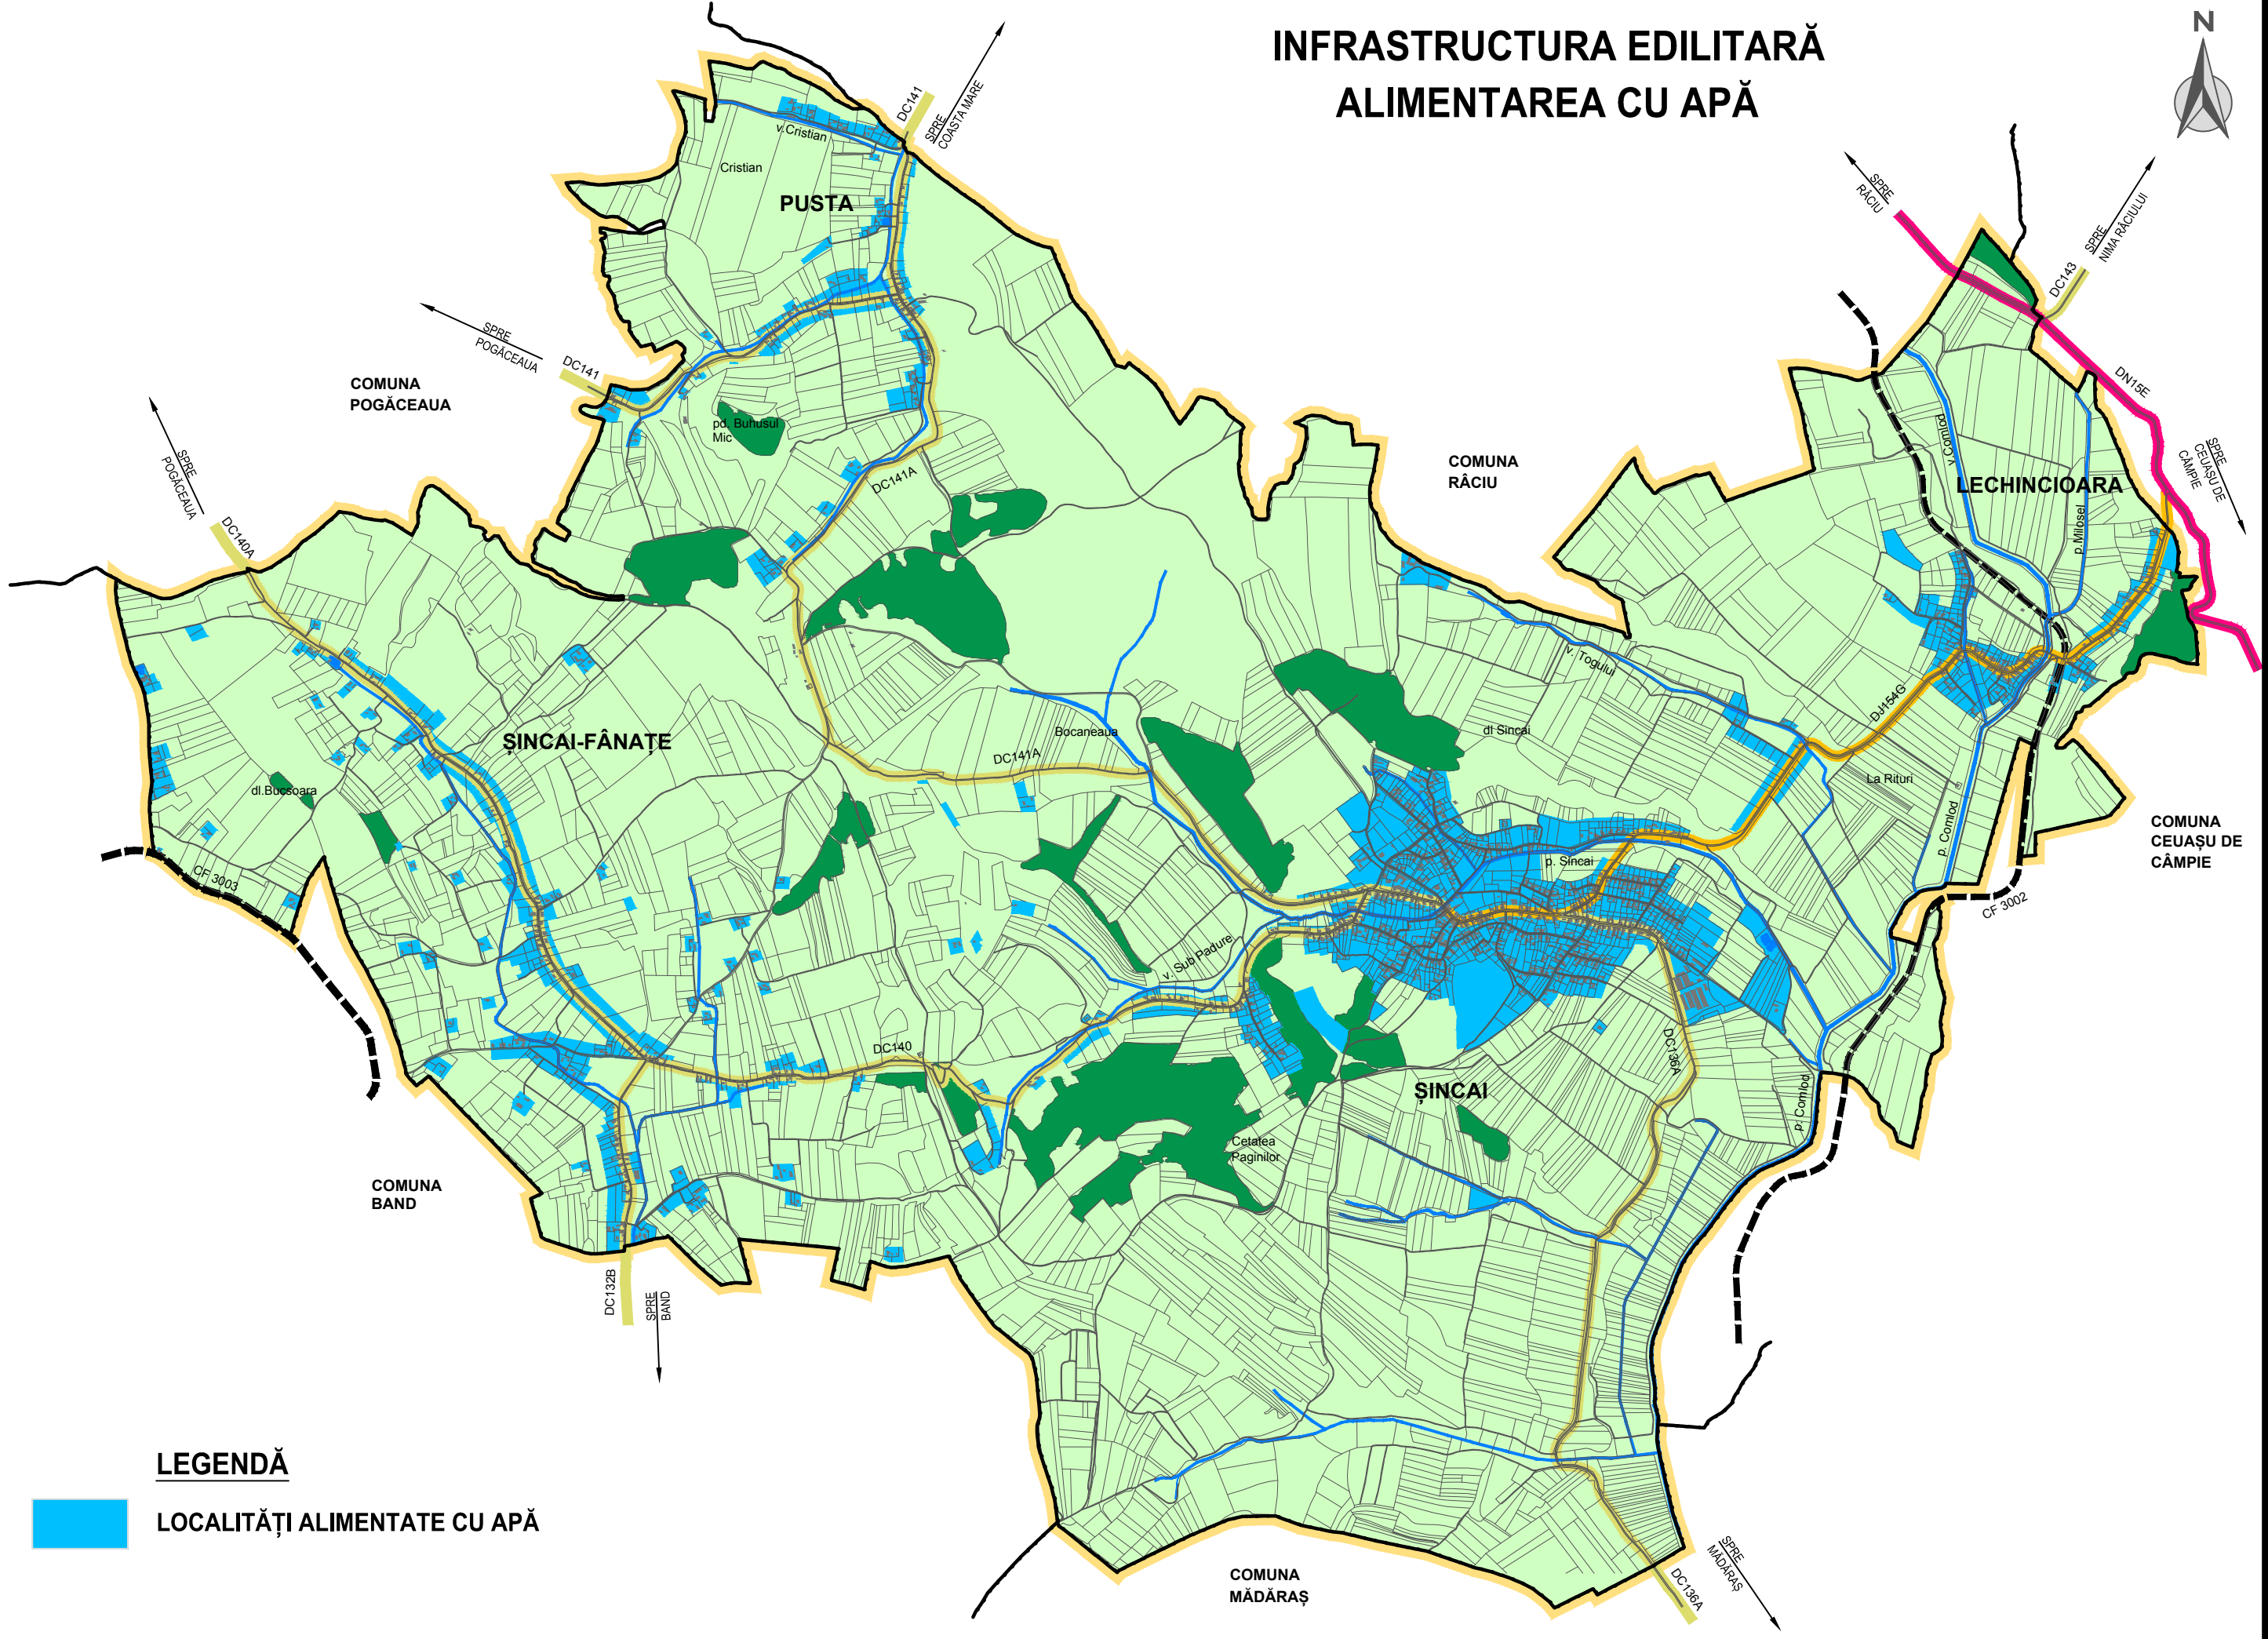 INFRASTRUCTURA EDILITARĂ
ALIMENTAREA CU APĂ
N
DC141
SPRE
COASTA MARE
v.Cristian
Cristian
PUSTA
SPRE
RÂCIU
SPRE
NIMA RÂCIULUI
DC143
SPRE
POGĂCEAUA
DC141
COMUNA
POGĂCEAUA
pd. Buhusul
Mic
DN15E
v.Comlod
SPRE
CEUAȘU DE
CÂMPIE
COMUNA
RÂCIU
LECHINCIOARA
p.Milosel
SPRE
POGĂCEAUA
DC140A
DC141A
v. Togului
DJ154G
ȘINCAI-FÂNAȚE
Bocaneaua
dl Sincai
DC141A
La Rituri
dl.Bucsoara
p. Comlod
COMUNA
CEUAȘU DE
CÂMPIE
p. Sincai
CF 3003
CF 3002
v. Sub Padure
DC140
DC136A
ȘINCAI
p. Comlod
Cetatea
Paginilor
COMUNA
BAND
DC132B
SPRE
BAND
LEGENDĂ
LOCALITĂȚI ALIMENTATE CU APĂ
COMUNA
MĂDĂRAȘ
SPRE
MĂDĂRAȘ
DC136A